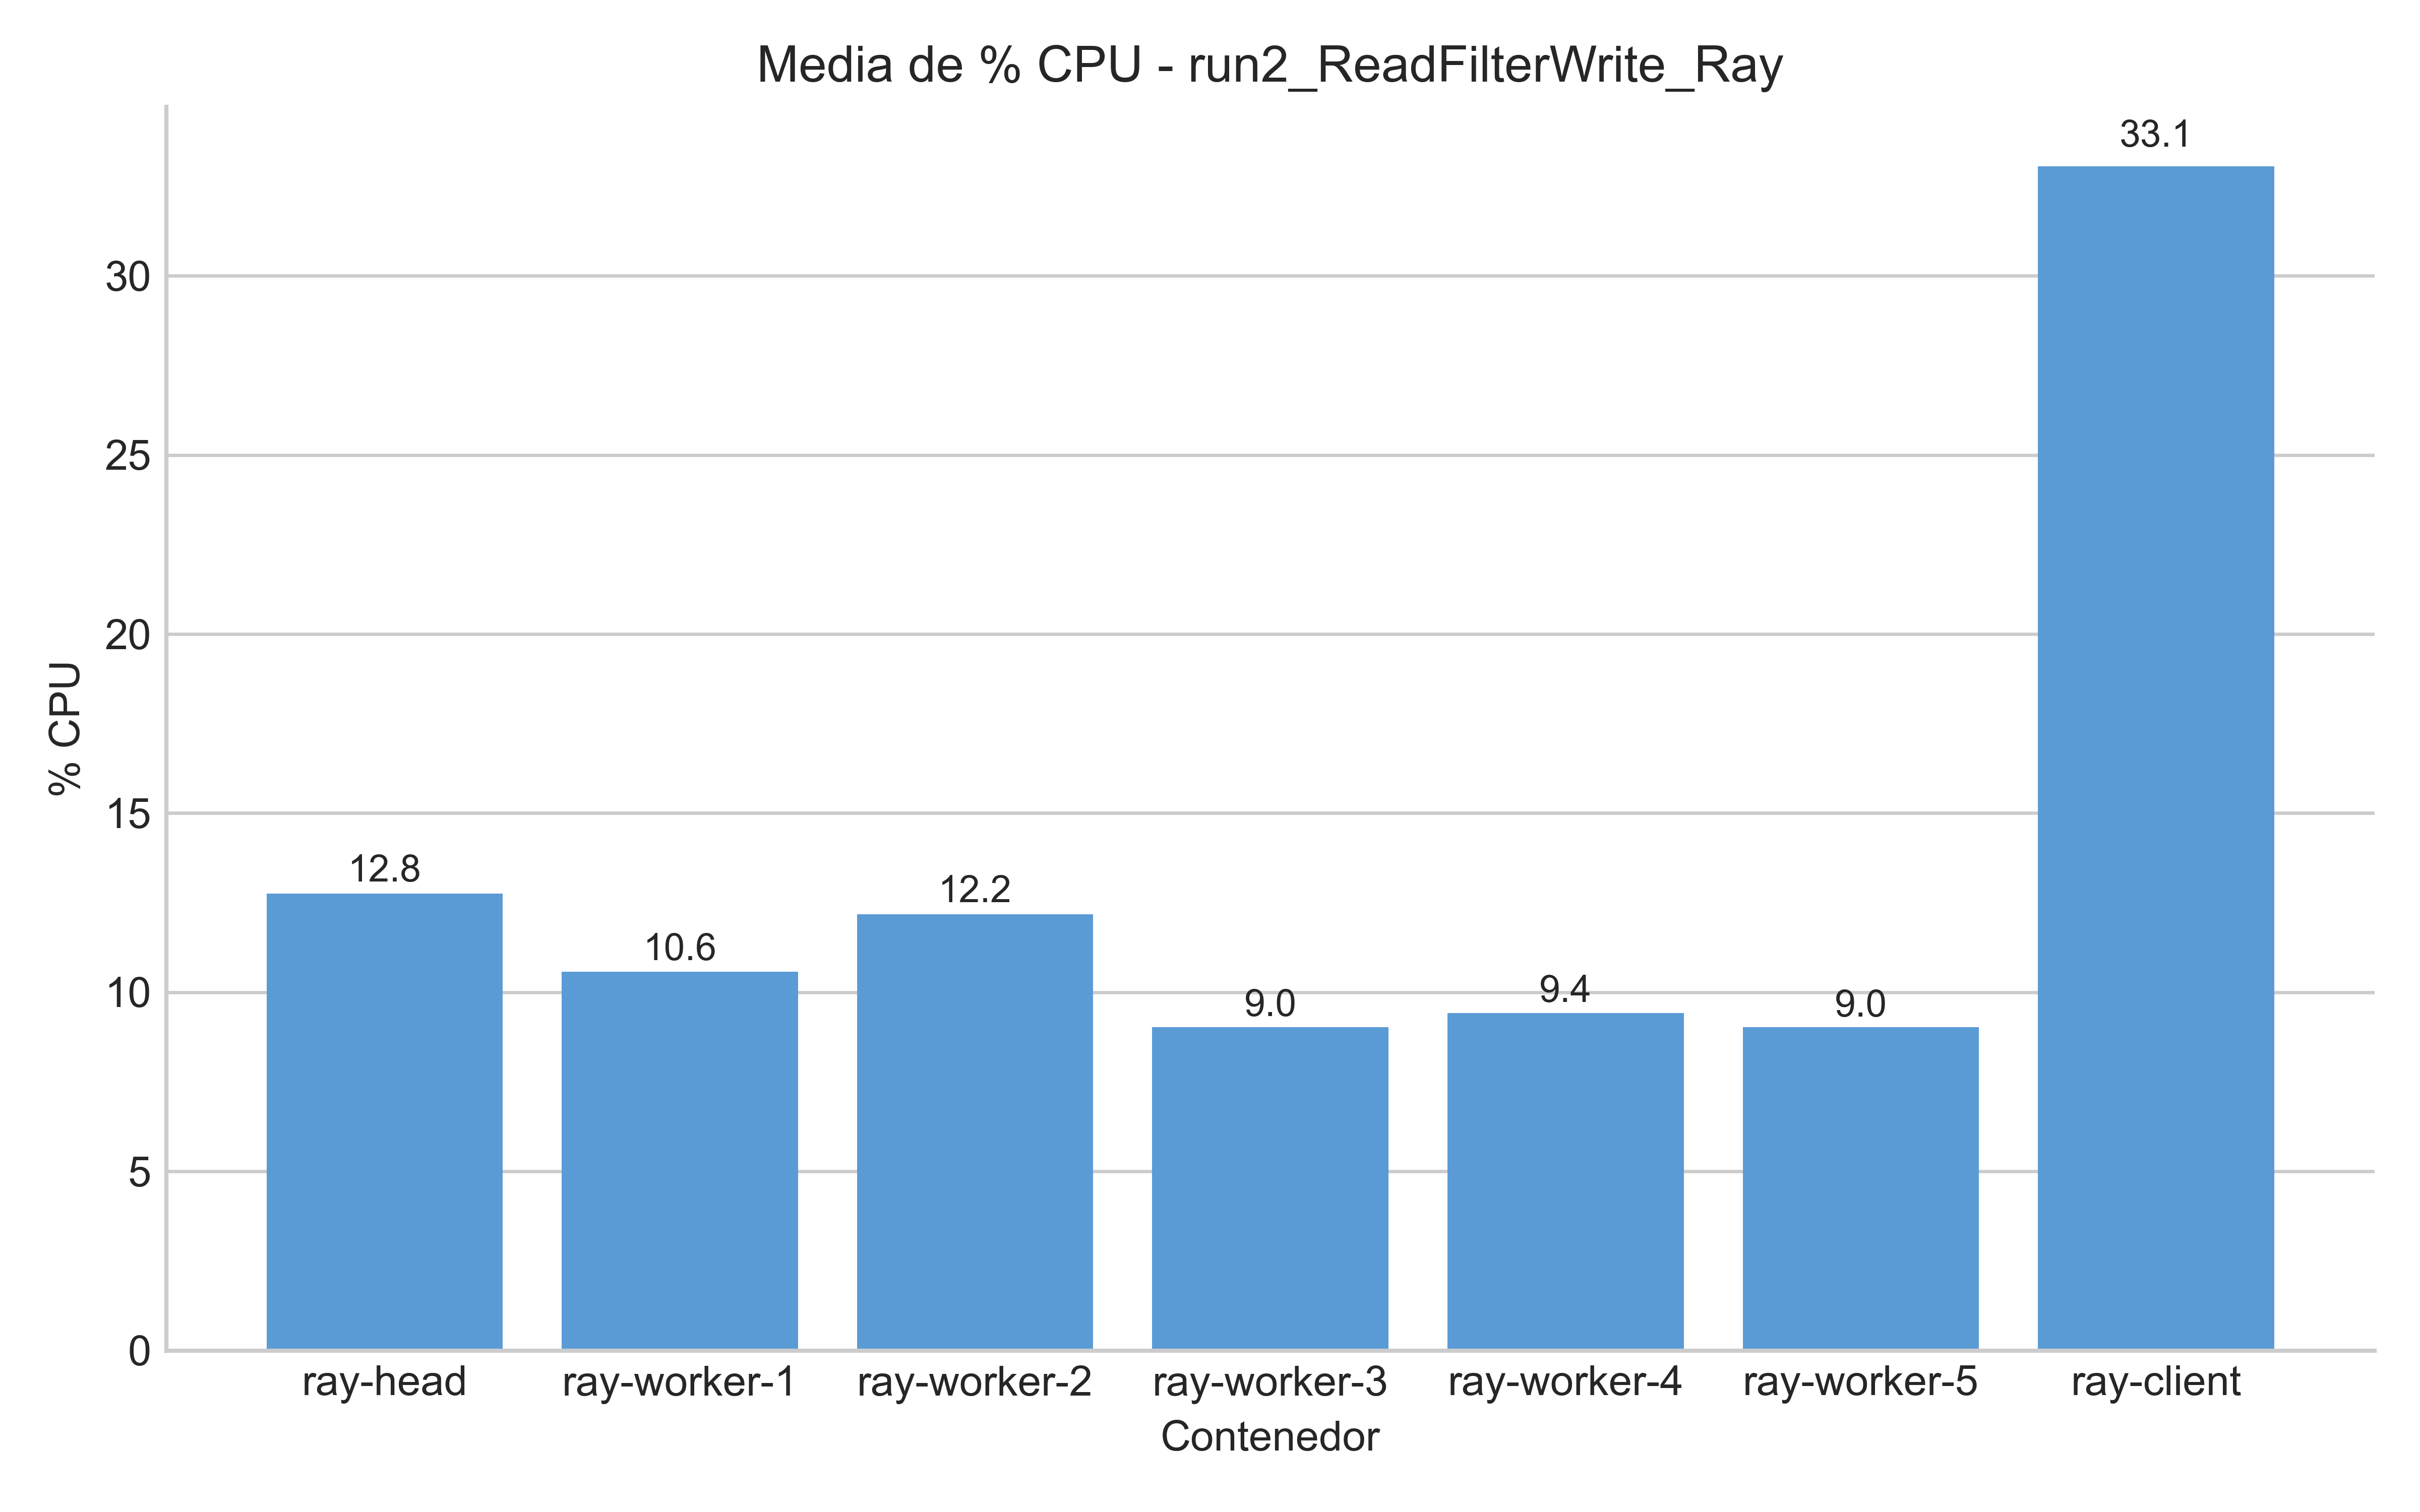 Media de % CPU - run2_ReadFilterWrite_Ray
% CPU
30
25
20
15
10
5
0
12.8
10.6
12.2
9.0
9.4
9.0
33.1
ray-head
ray-worker-1
ray-worker-2
ray-worker-3
ray-worker-4
ray-worker-5
ray-client
Contenedor